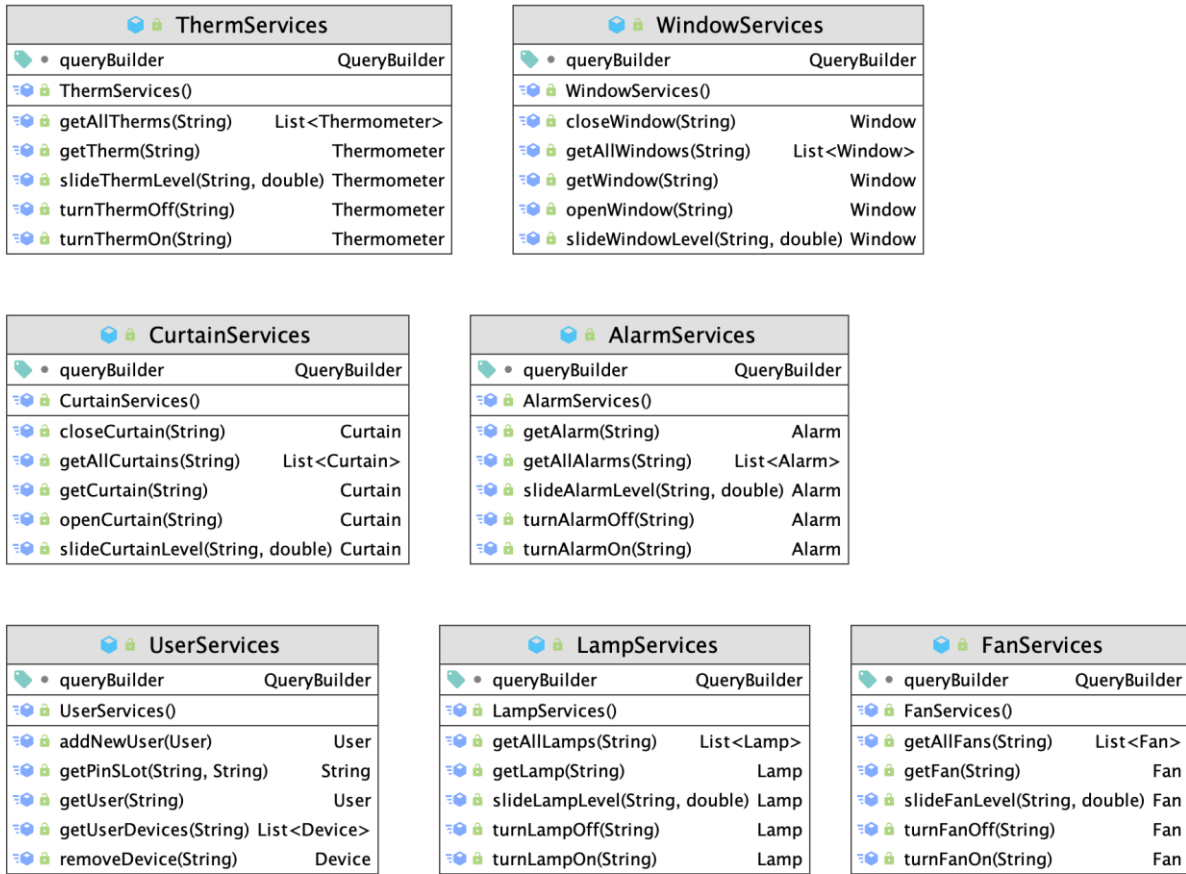 ThermServices
queryBuilder QueryBuilder
ThermServices()
getAllTherms(String) List<Thermometer>
getTherm(String) Thermometer
slideThermLevel(String, double) Thermometer
turnThermOff(String) Thermometer
turnThermOn(String) Thermometer
WindowServices
queryBuilder QueryBuilder
WindowServices()
closeWindow(String) Window
getAllWindows(String) List<Window>
getWindow(String) Window
openWindow(String) Window
slideWindowLevel(String, double) Window
CurtainServices
queryBuilder QueryBuilder
CurtainServices()
closeCurtain(String) Curtain
getAllCurtains(String) List<Curtain>
getCurtain(String) Curtain
openCurtain(String) Curtain
slideCurtainLevel(String, double) Curtain
AlarmServices
queryBuilder QueryBuilder
AlarmServices()
getAlarm(String) Alarm
getAllAlarms(String) List<Alarm>
slideAlarmLevel(String, double) Alarm
turnAlarmOff(String) Alarm
turnAlarmOn(String) Alarm
UserServices
queryBuilder QueryBuilder
UserServices()
addNewUser(User) User
getPinSLot(String, String) String
getUser(String) User
getUserDevices(String) List<Device>
removeDevice(String) Device
LampServices
queryBuilder QueryBuilder
LampServices()
getAllLamps(String) List<Lamp>
getLamp(String) Lamp
slideLampLevel(String, double) Lamp
turnLampOff(String) Lamp
turnLampOn(String) Lamp
FanServices
queryBuilder QueryBuilder
FanServices()
getAllFans(String) List<Fan>
getFan(String) Fan
slideFanLevel(String, double) Fan
turnFanOff(String) Fan
turnFanOn(String) Fan